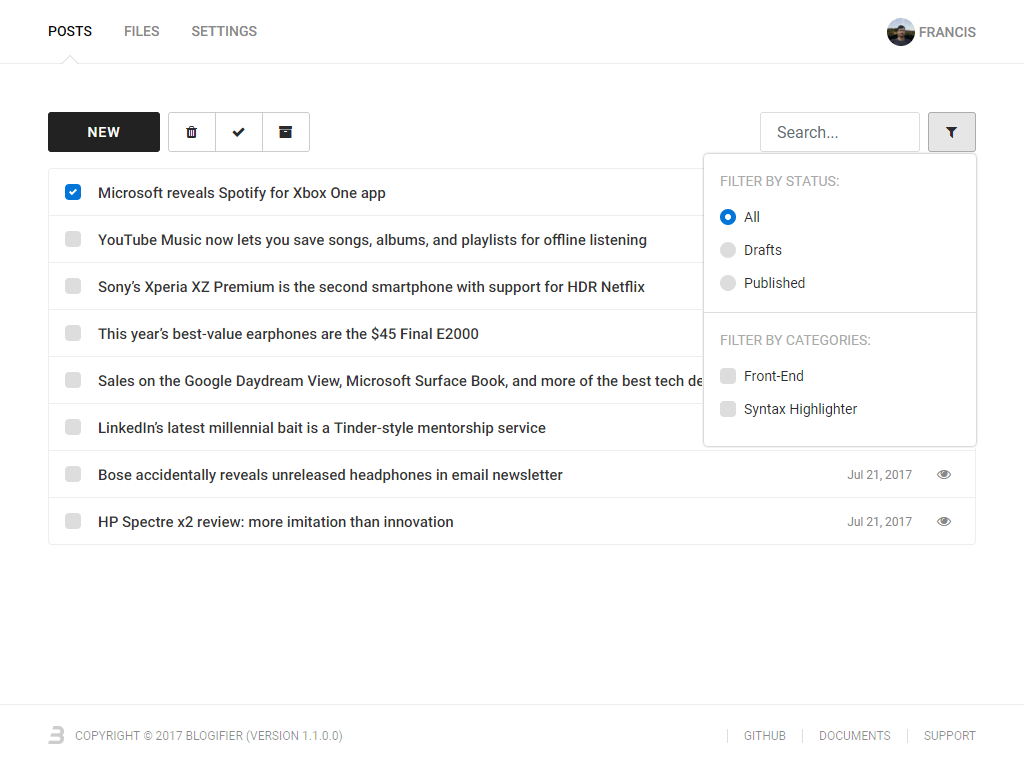 POSTS FILES SETTINGS FRANCIS
NEW Search...
FILTER BY STATUS:
All
Drafts
Published
FILTER BY CATEGORIES:
Front-End
Syntax Highlighter
Microsoft reveals Spotify for Xbox One app
YouTube Music now lets you save songs, albums, and playlists for offline listening
Sony’s Xperia XZ Premium is the second smartphone with support for HDR Netflix
This year’s best-value earphones are the $45 Final E2000
Sales on the Google Daydream View, Microsoft Surface Book, and more of the best tech de
LinkedIn’s latest millennial bait is a Tinder-style mentorship service
Bose accidentally reveals unreleased headphones in email newsletter Jul 21, 2017
HP Spectre x2 review: more imitation than innovation Jul 21, 2017
COPYRIGHT © 2017 BLOGIFIER (VERSION 1.1.0.0) GITHUB DOCUMENTS SUPPORT